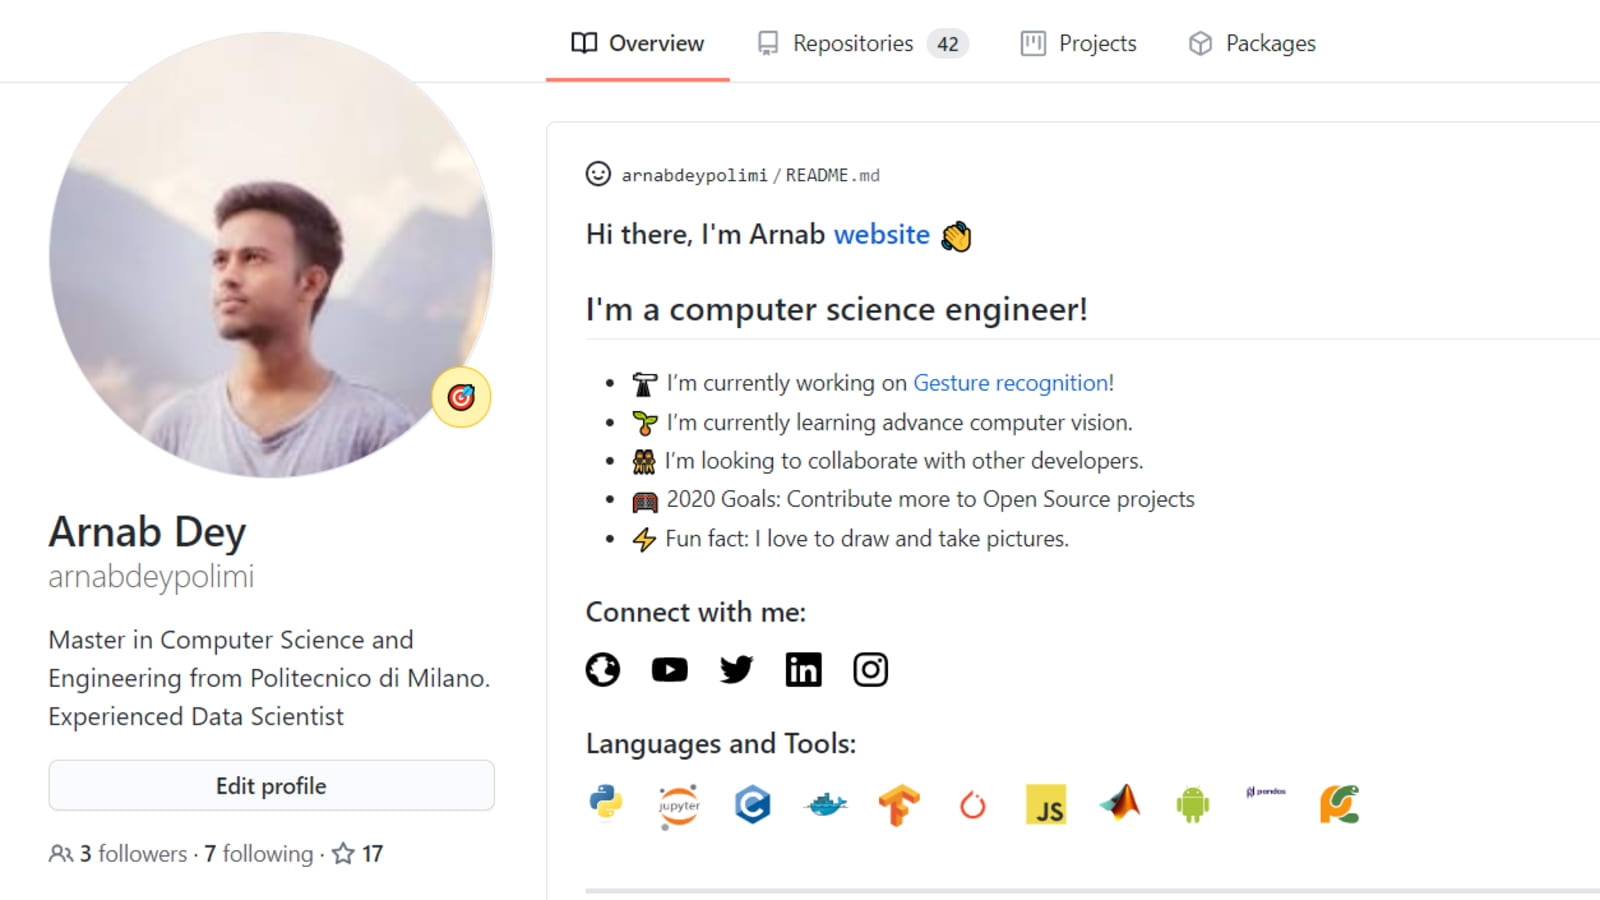 Overview
Repositories 42
Projects
Packages
arnabdeypolimi / README.md
Hi there, I'm Arnab website
I'm a computer science engineer!
I'm currently working on Gesture recognition!
I'm currently learning advance computer vision.
I'm looking to collaborate with other developers.
2020 Goals: Contribute more to Open Source projects
Fun fact: I love to draw and take pictures.
Connect with me:
in
Languages and Tools:
jupyter
C
JS
pandas
PC
Arnab Dey
arnabdeypolimi
Master in Computer Science and
Engineering from Politecnico di Milano.
Experienced Data Scientist
Edit profile
3 followers · 7 following · 17